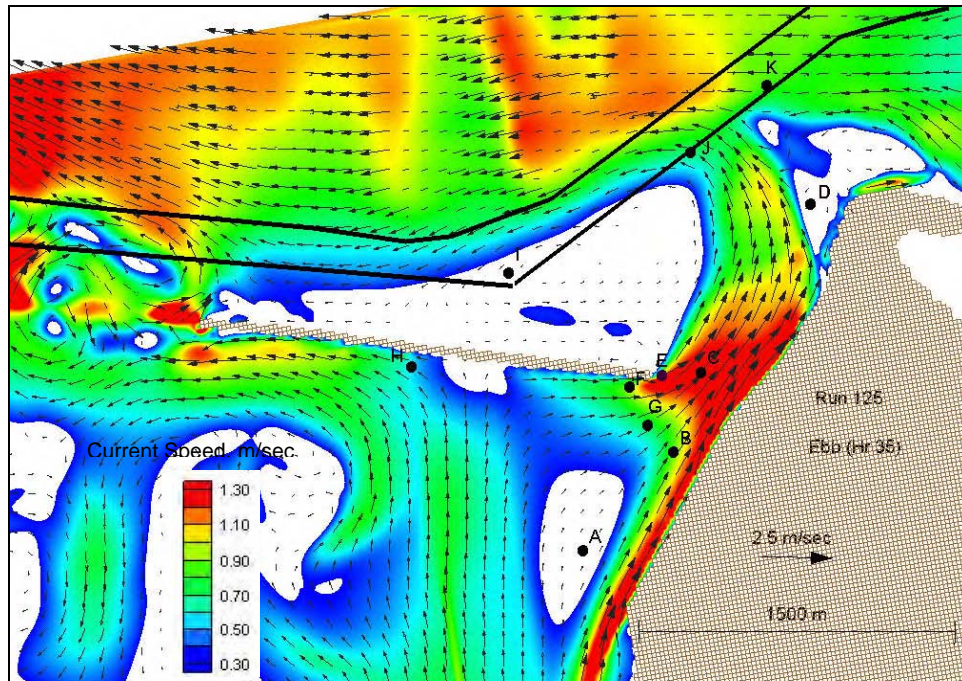 K
J
D
I
H
E
C
F
G
B
A
Run 125
Ebb (Hr 35)
2.5 m/sec
1500 m
Current Speed, m/sec
1.30
1.10
0.90
0.70
0.50
0.30